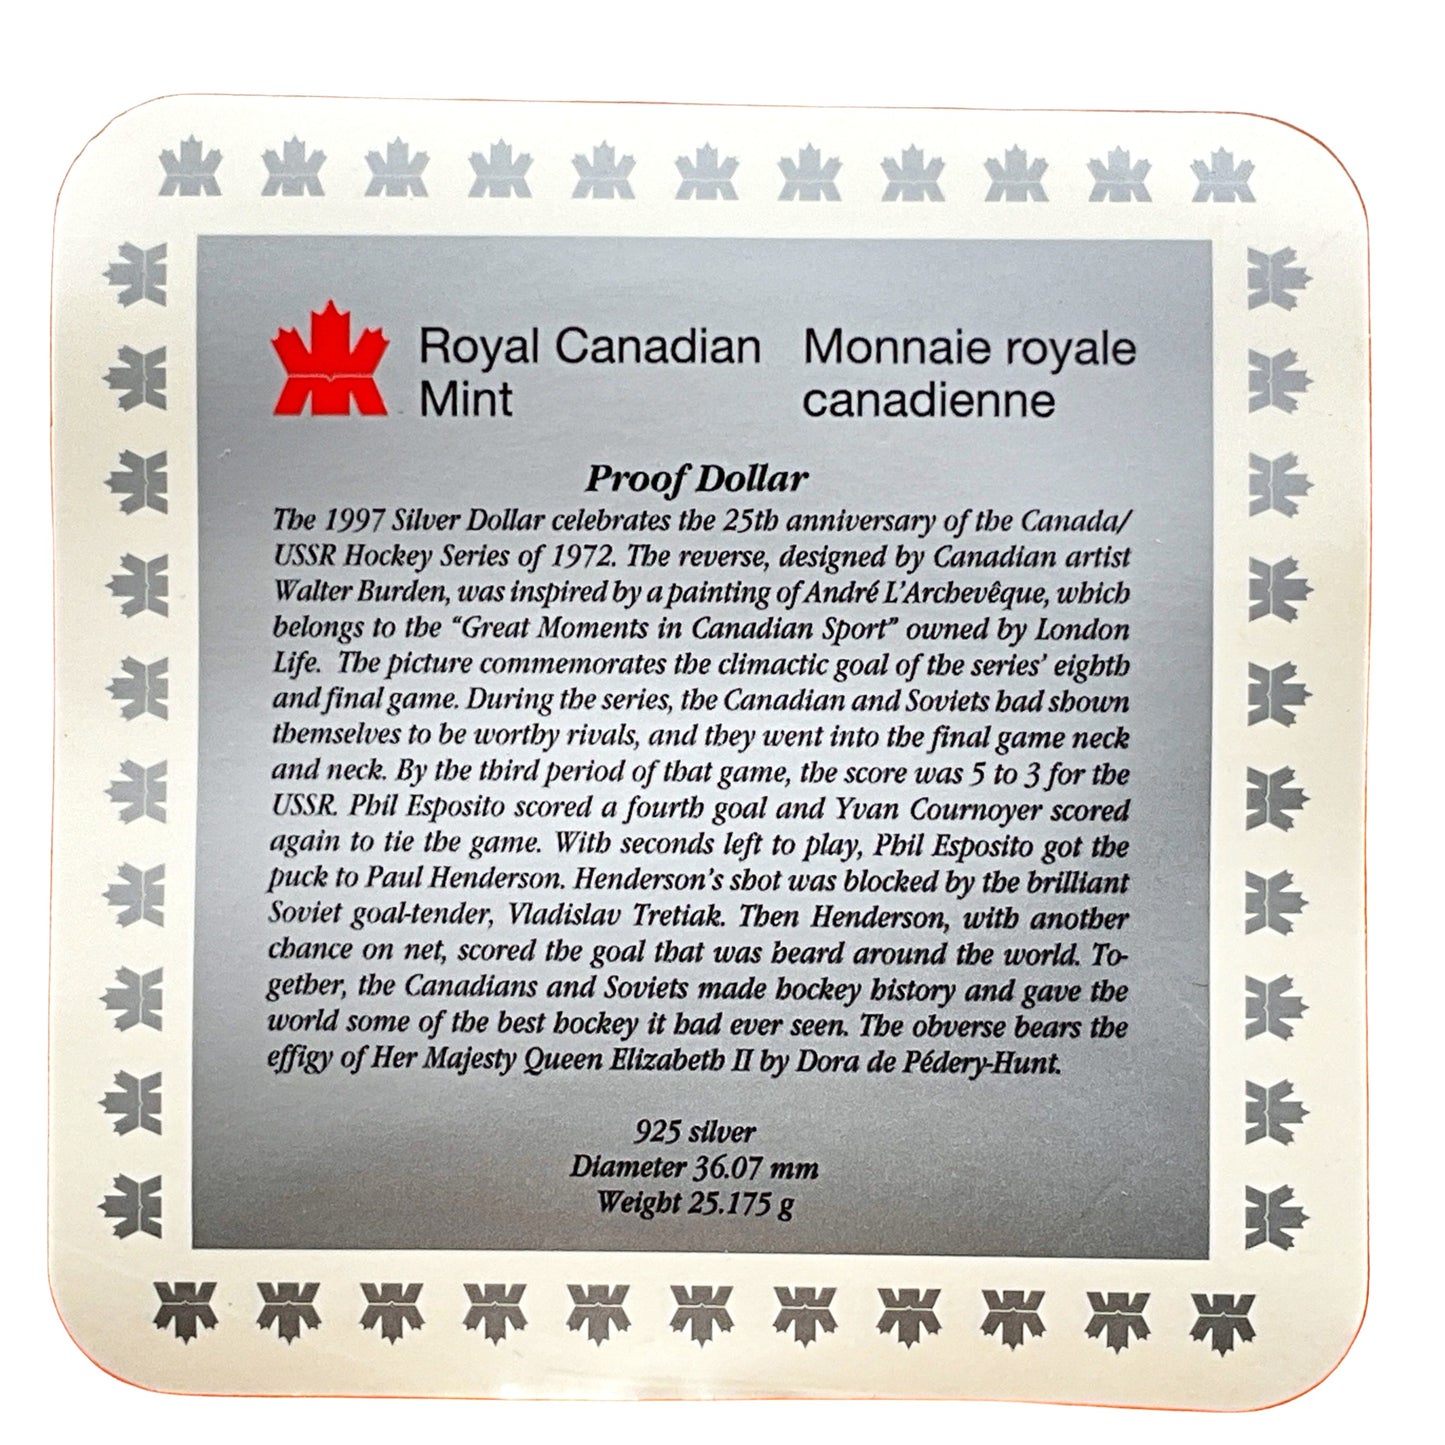 Royal Canadian Mint
Monnaie royale canadienne
Proof Dollar
The 1997 Silver Dollar celebrates the 25th anniversary of the Canada/
USSR Hockey Series of 1972. The reverse, designed by Canadian artist
Walter Burden, was inspired by a painting of André L'Archevêque, which
belongs to the "Great Moments in Canadian Sport" owned by London
Life. The picture commemorates the climactic goal of the series' eighth
and final game. During the series, the Canadian and Soviets had shown
themselves to be worthy rivals, and they went into the final game neck
and neck. By the third period of that game, the score was 5 to 3 for the
USSR. Phil Esposito scored a fourth goal and Yvan Cournoyer scored
again to tie the game. With seconds left to play, Phil Esposito got the
puck to Paul Henderson. Henderson's shot was blocked by the brilliant
Soviet goal-tender, Vladislav Tretiak. Then Henderson, with another
chance on net, scored the goal that was heard around the world. To-
gether, the Canadians and Soviets made hockey history and gave the
world some of the best hockey it had ever seen. The obverse bears the
effigy of Her Majesty Queen Elizabeth II by Dora de Pédery-Hunt.
925 silver
Diameter 36.07 mm
Weight 25.175 g